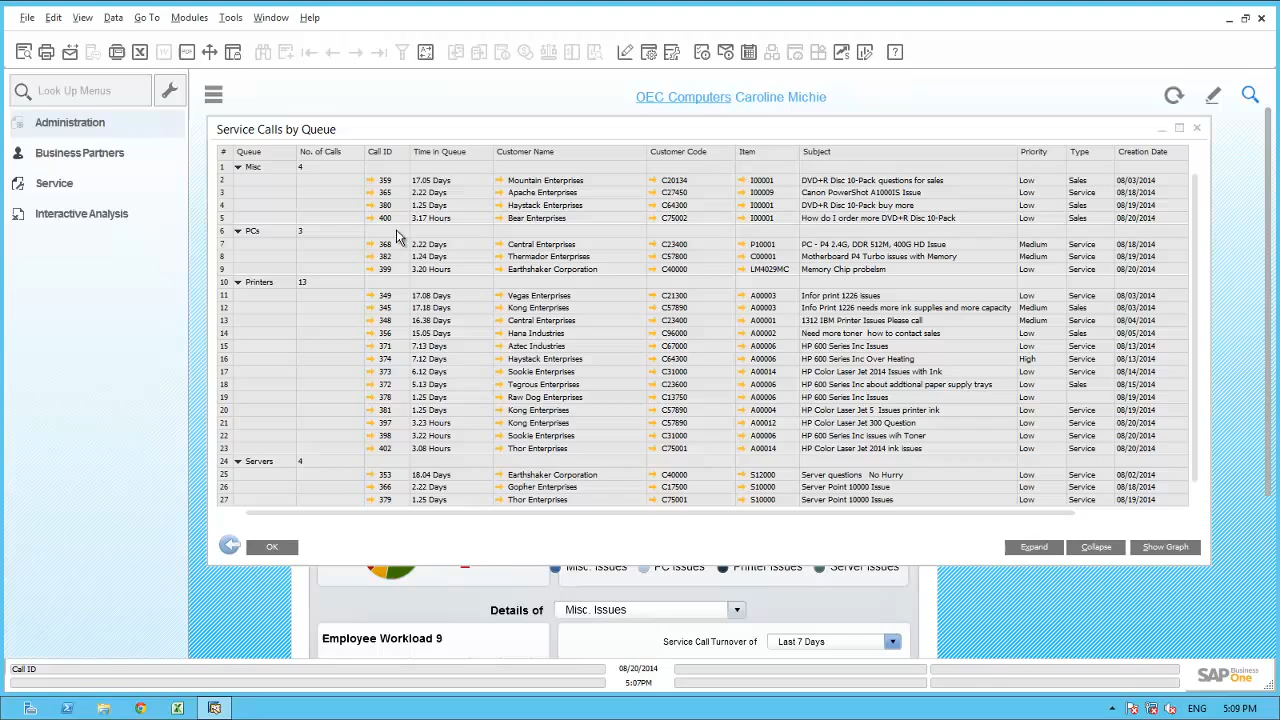 File Edit View Data Go To Modules Tools Window Help
Look Up Menus
Administration
Business Partners
Service
Interactive Analysis
OEC Computers Caroline Michie
Service Calls by Queue
# Queue No. of Calls Call ID Time in Queue Customer Name Customer Code Item Subject Priority Type Creation Date
1 Misc 4
2 359 17.05 Days Mountain Enterprises C20134 I00001 DVD+R Disc 10-Pack questions for sales Low Sales 08/03/2014
3 365 2.22 Days Apache Enterprises C27450 I00009 Canon PowerShot A1000IS Issue Low Service 08/18/2014
4 380 1.25 Days Haystack Enterprises C64300 I00001 DVD+R Disc 10-Pack buy more Low Sales 08/19/2014
5 400 3.17 Hours Bear Enterprises C75002 I00001 How do I order more DVD+R Disc 10-Pack Low Sales 08/20/2014
6 PCs 3
7 368 2.22 Days Central Enterprises C23400 P10001 PC - P4 2.4G, DDR 512M, 400G HD Issue Medium Service 08/18/2014
8 382 1.24 Days Thermador Enterprises C57800 C00001 Motherboard P4 Turbo issues with Memory Medium Service 08/19/2014
9 399 3.20 Hours Earthshaker Corporation C40000 LM4029MC Memory Chip probelsm Low Service 08/20/2014
10 Printers 13
11 349 17.08 Days Vegas Enterprises C21300 A00003 Infor print 1226 issues Low Service 08/03/2014
12 345 17.18 Days Kong Enterprises C57890 A00003 Info Print 1226 needs more ink supplies and more capacity Medium Sales 08/03/2014
13 348 16.38 Days Central Enterprises C23400 A00003 1312 IBM Printer Issues Please call Medium Service 08/04/2014
14 356 15.05 Days Hana Industries C96000 A00002 Need more toner how to contact sales Low Sales 08/05/2014
15 371 7.13 Days Aztec Industries C67000 A00006 HP 600 Series Inc Issues Low Service 08/13/2014
16 374 7.12 Days Haystack Enterprises C64300 A00006 HP 600 Series Inc Over Heating High Service 08/13/2014
17 373 6.12 Days Sookie Enterprises C31000 A00014 HP Color Laser Jet 2014 Issues with Ink Low Service 08/14/2014
18 372 5.13 Days Tegrous Enterprises C23600 A00006 HP 600 Series Inc about addtional paper supply trays Low Sales 08/15/2014
19 378 1.25 Days Raw Dog Enterprises C13750 A00006 HP 600 Series Inc Issues Low 08/19/2014
20 381 1.25 Days Kong Enterprises C57890 A00004 HP Color Laser Jet 5 Issues printer ink Low Service 08/19/2014
21 397 3.23 Hours Kong Enterprises C57890 A00012 HP Color LaserJet 300 Question Low Service 08/20/2014
22 398 3.22 Hours Sookie Enterprises C31000 A00006 HP 600 Series Inc issues wih Toner Low Service 08/20/2014
23 402 3.08 Hours Thor Enterprises C75001 A00014 HP Color LaserJet 2014 ink issues Low Service 08/20/2014
24 Servers 4
25 353 18.04 Days Earthshaker Corporation C40000 S12000 Server questions No Hurry Low Service 08/02/2014
26 366 2.22 Days Gopher Enterprises C17500 S10000 Server Point 10000 Issue Low Service 08/18/2014
27 379 1.25 Days Thor Enterprises C75001 S10000 Server Point 10000 Issues Low Service 08/19/2014
OK Expand Collapse Show Graph
Misc. Issues PC Issues Printer Issues Server Issues
Details of Misc. Issues
Employee Workload 9 Service Call Turnover of Last 7 Days
Call ID 08/20/2014
5:07PM
SAP Business One
ENG 5:09 PM